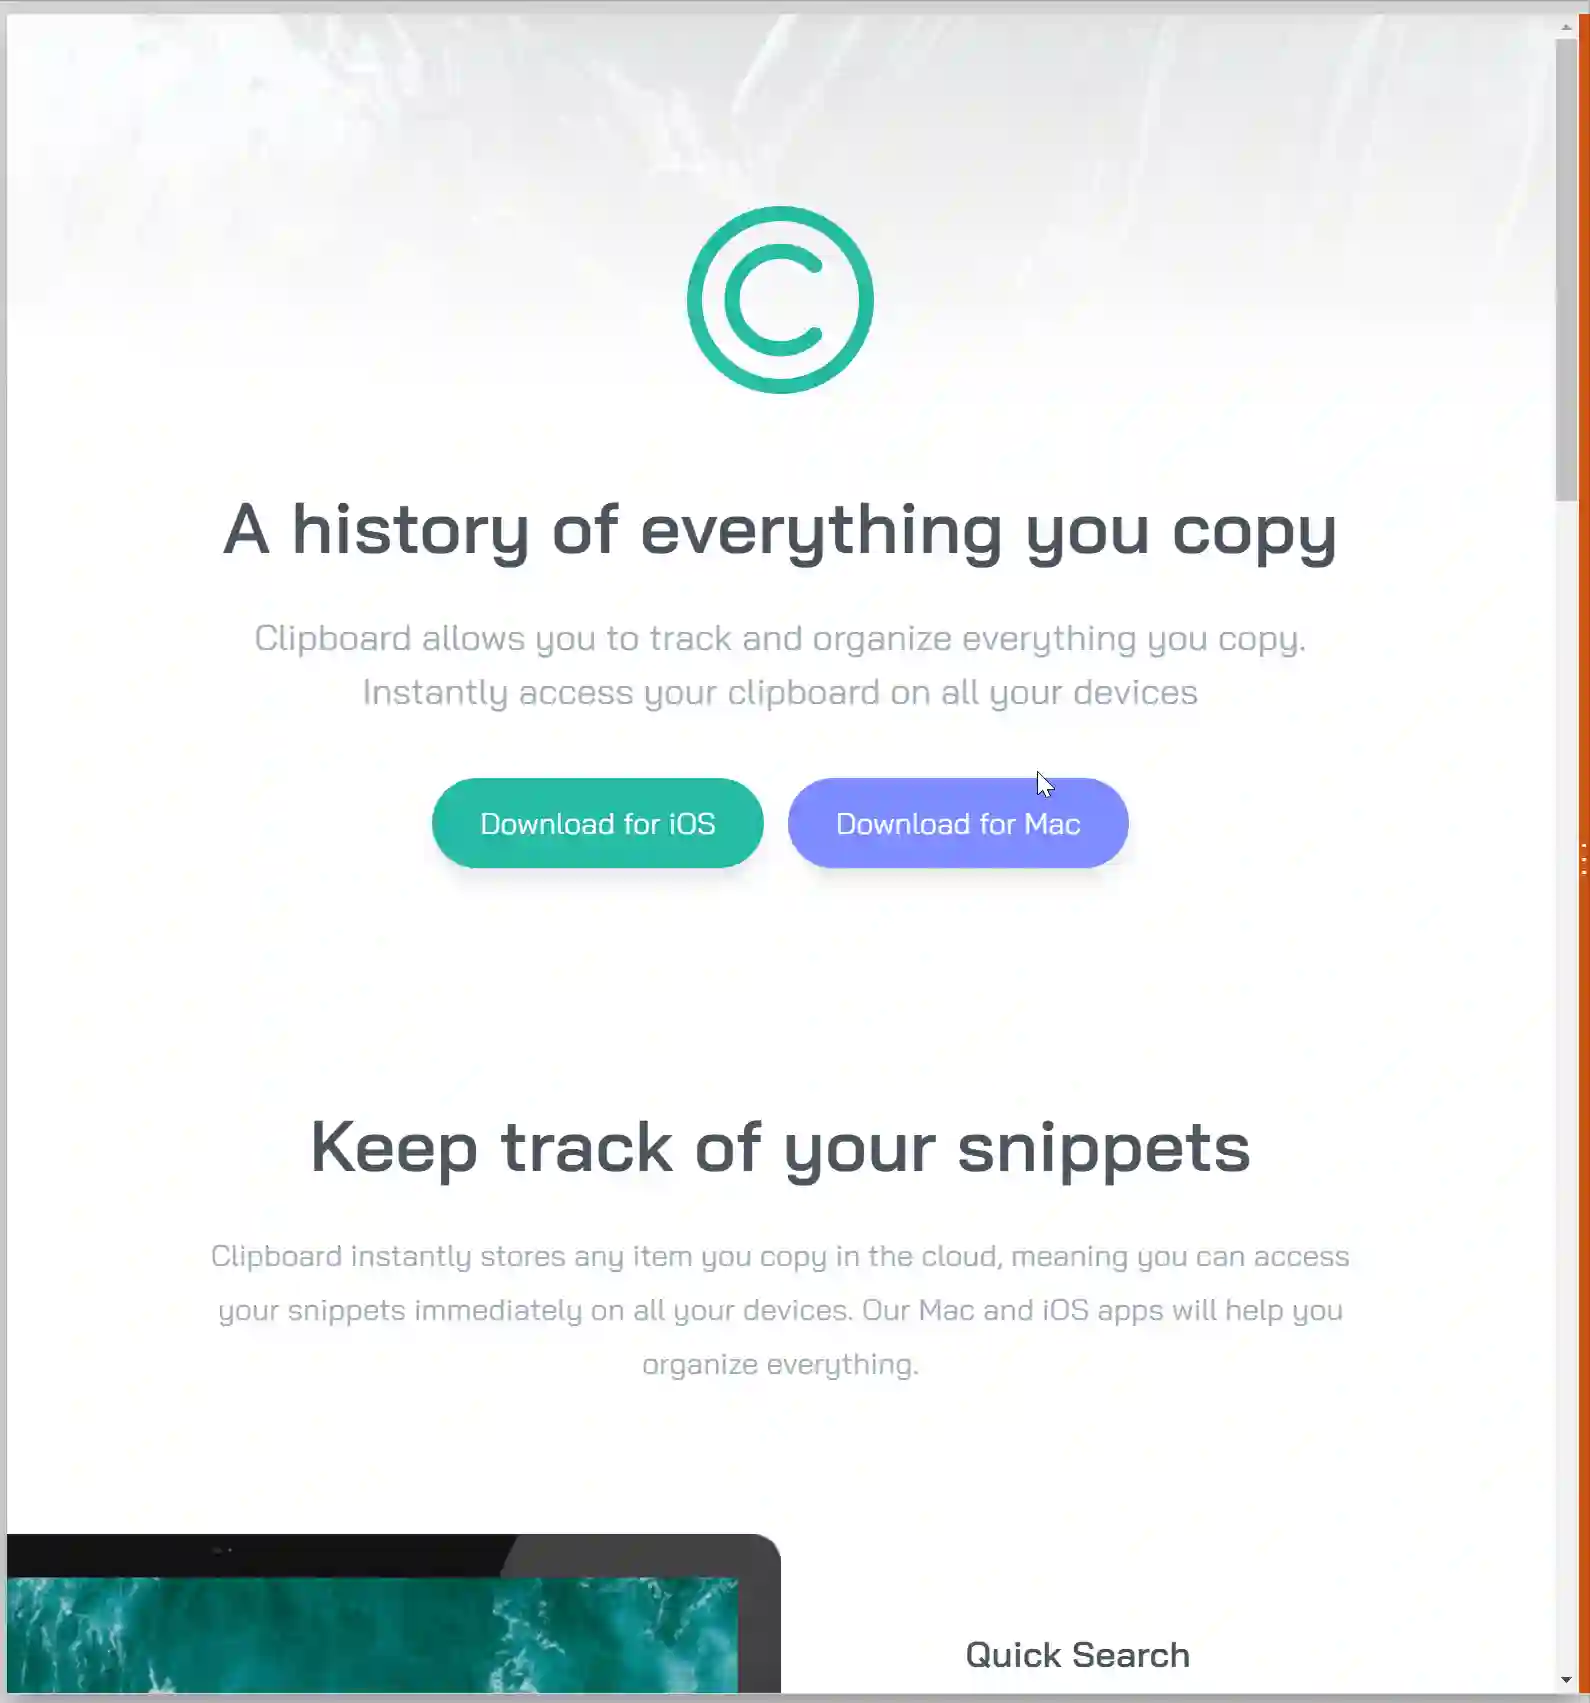 A history of everything you copy
Clipboard allows you to track and organize everything you copy.
Instantly access your clipboard on all your devices
Download for iOS
Download for Mac
Keep track of your snippets
Clipboard instantly stores any item you copy in the cloud, meaning you can access
your snippets immediately on all your devices. Our Mac and iOS apps will help you
organize everything.
Quick Search